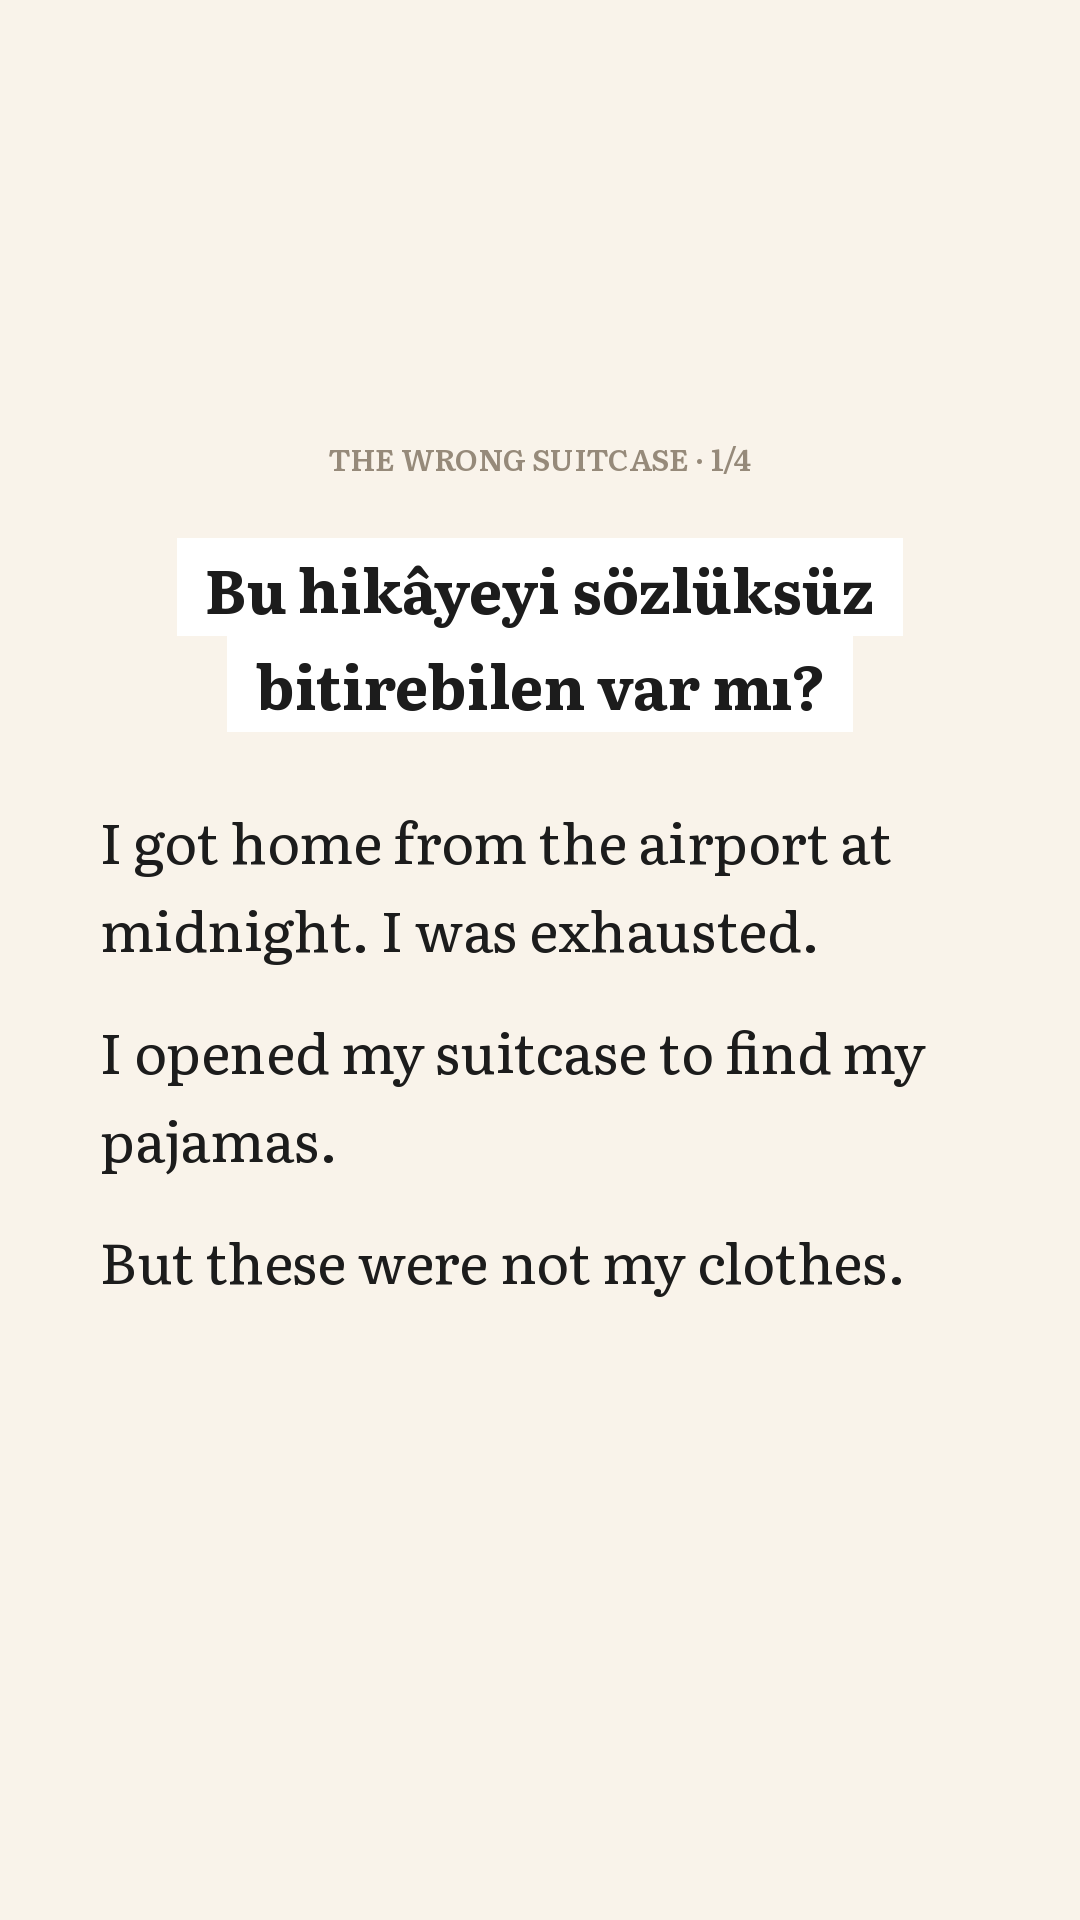 THE WRONG SUITCASE · 1/4
Bu hikâyeyi sözlüksüz
bitirebilen var mı?
I got home from the airport at
midnight. I was exhausted.
I opened my suitcase to find my
pajamas.
But these were not my clothes.